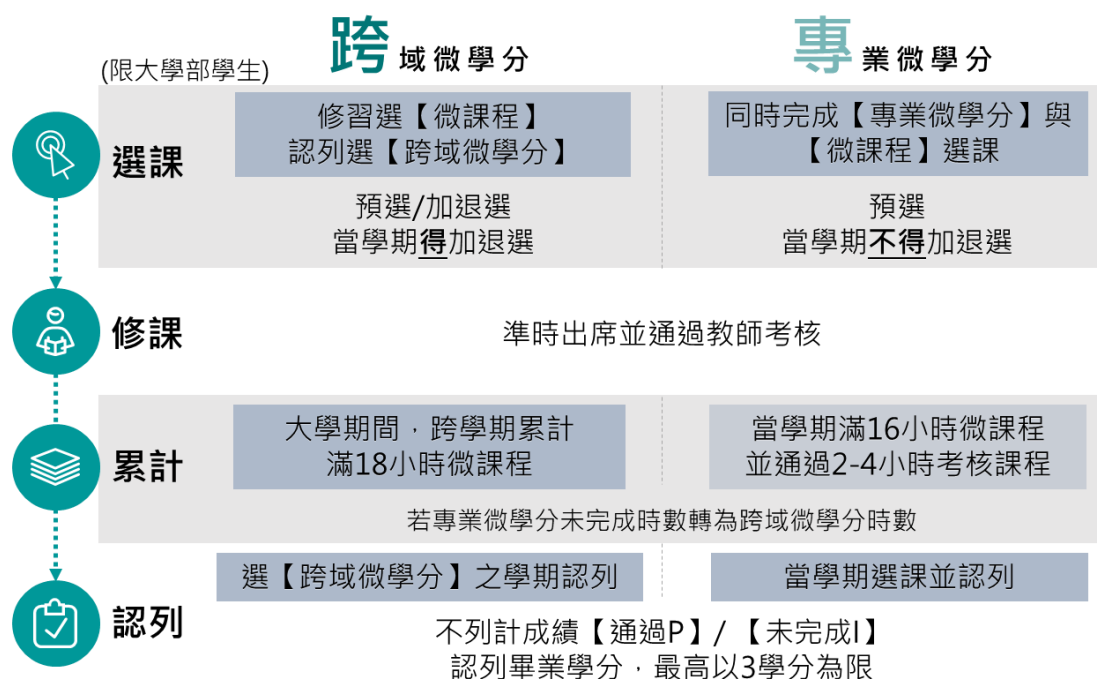 (限大學部學生)
跨域微學分
專業微學分
選課
修習選【微課程】
認列選【跨域微學分】
同時完成【專業微學分】與
【微課程】選課
預選/加退選
當學期得加退選
預選
當學期不得加退選
修課
準時出席並通過教師考核
累計
大學期間，跨學期累計
滿18小時微課程
當學期滿16小時微課程
並通過2-4小時考核課程
若專業微學分未完成時數轉為跨域微學分時數
認列
選【跨域微學分】之學期認列
當學期選課並認列
不列計成績【通過P】/【未完成I】
認列畢業學分，最高以3學分為限